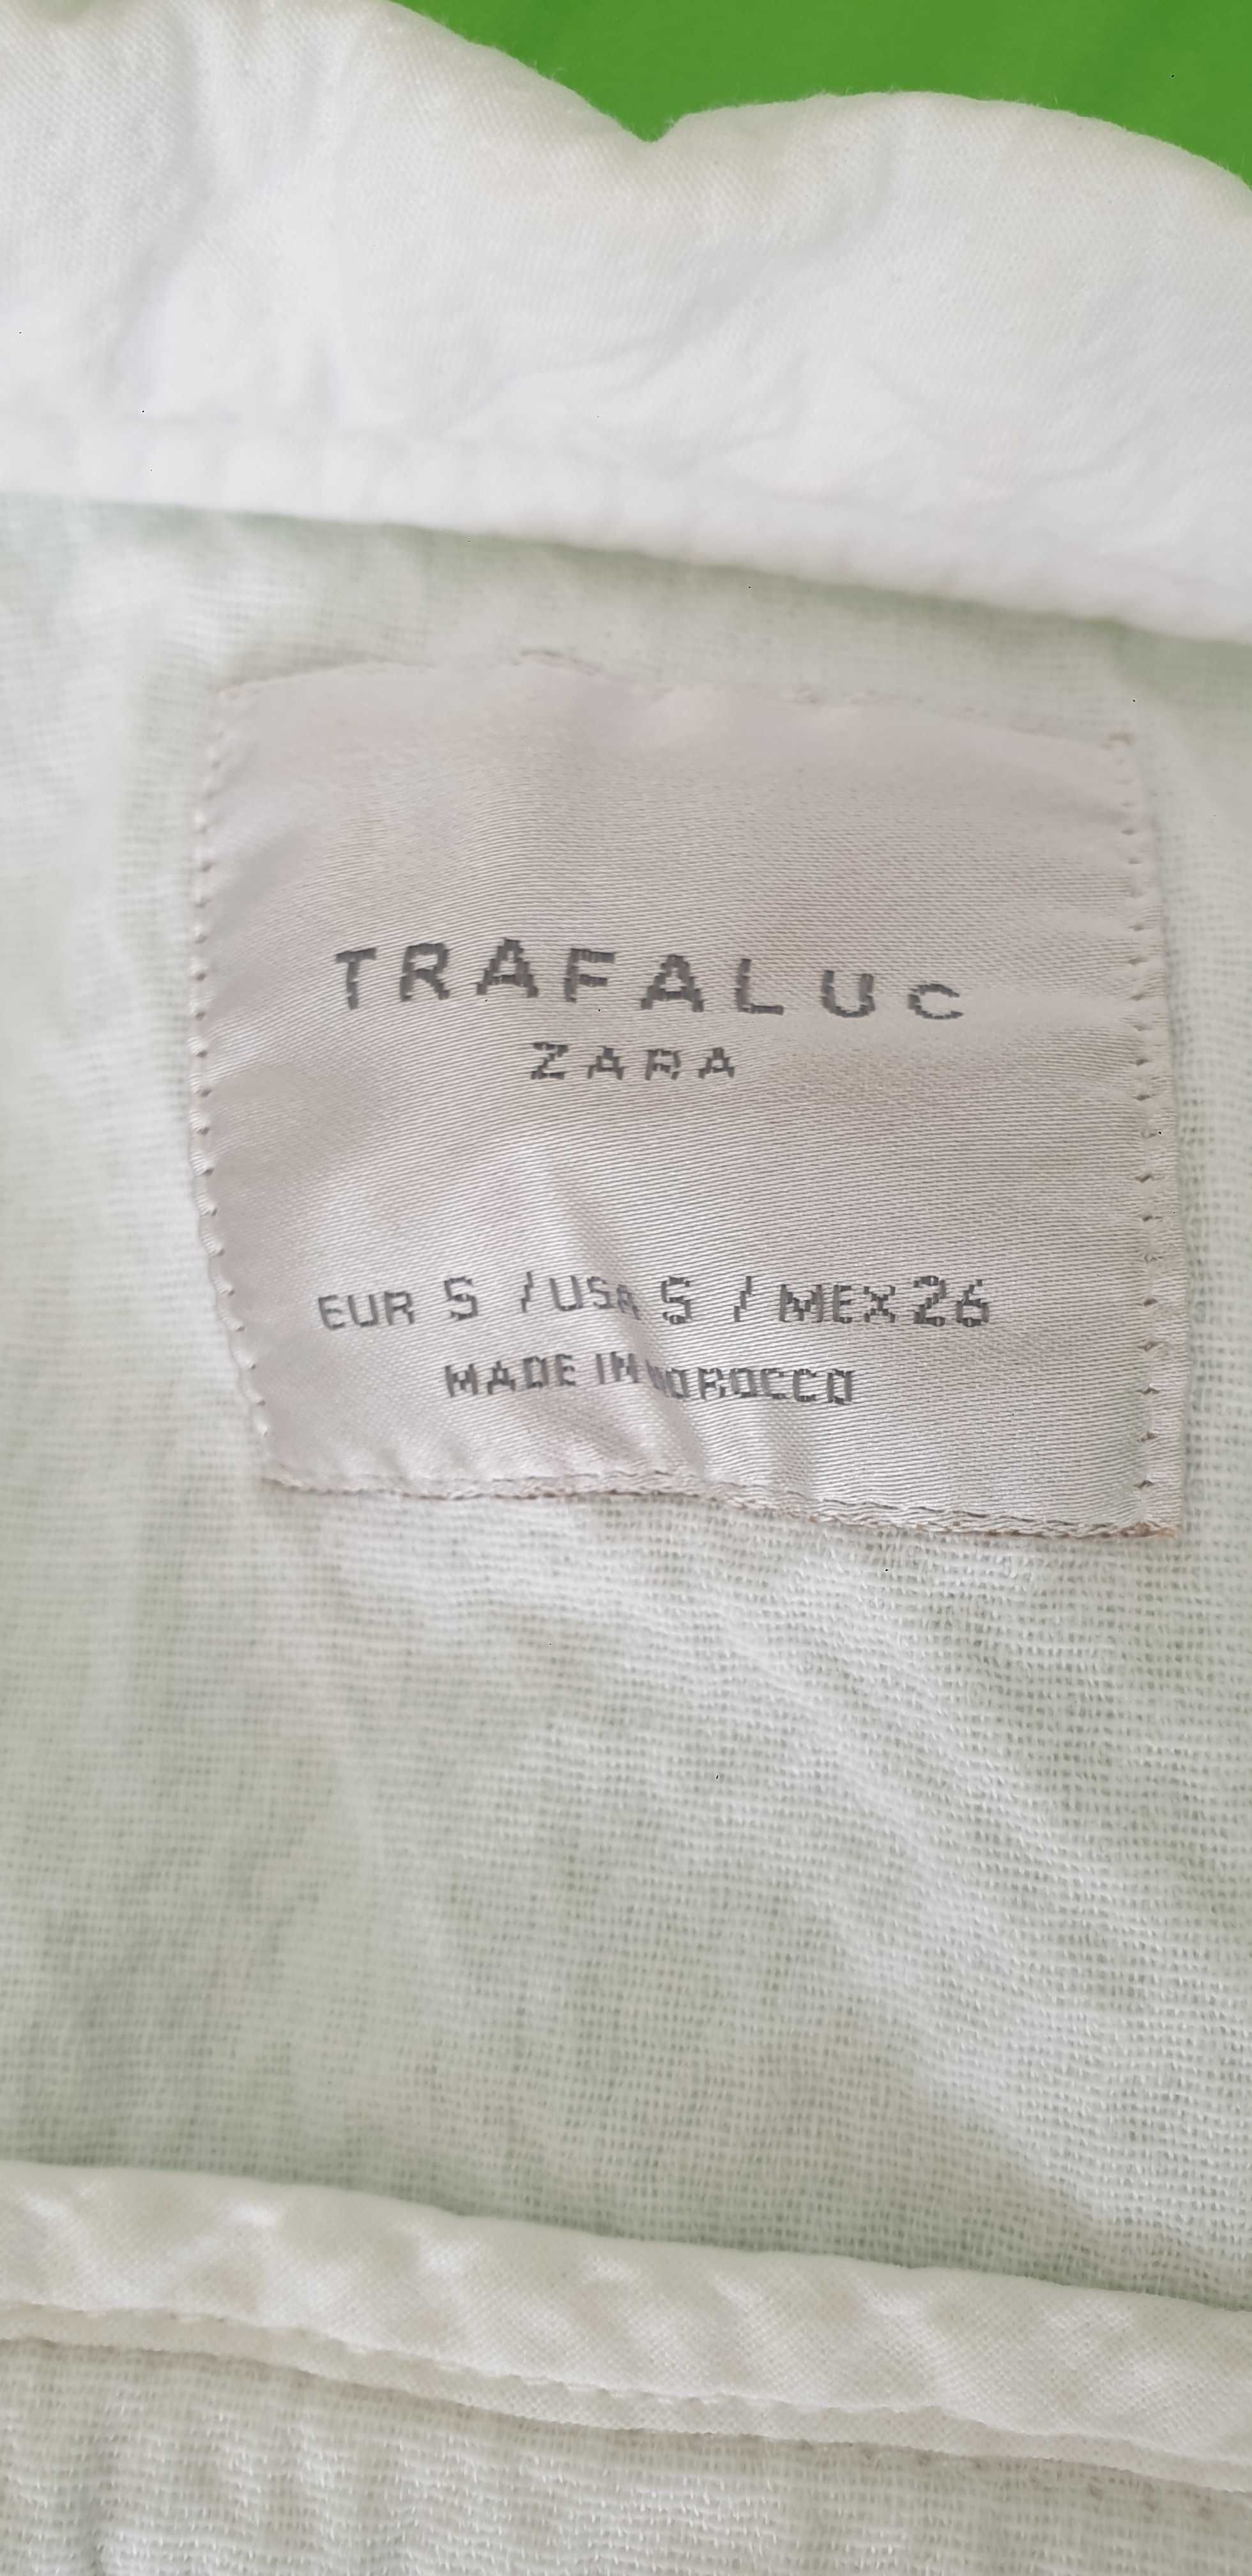 TRAFALUC
ZARA
EUR S / USA S / MEX 26
MADE IN MOROCCO